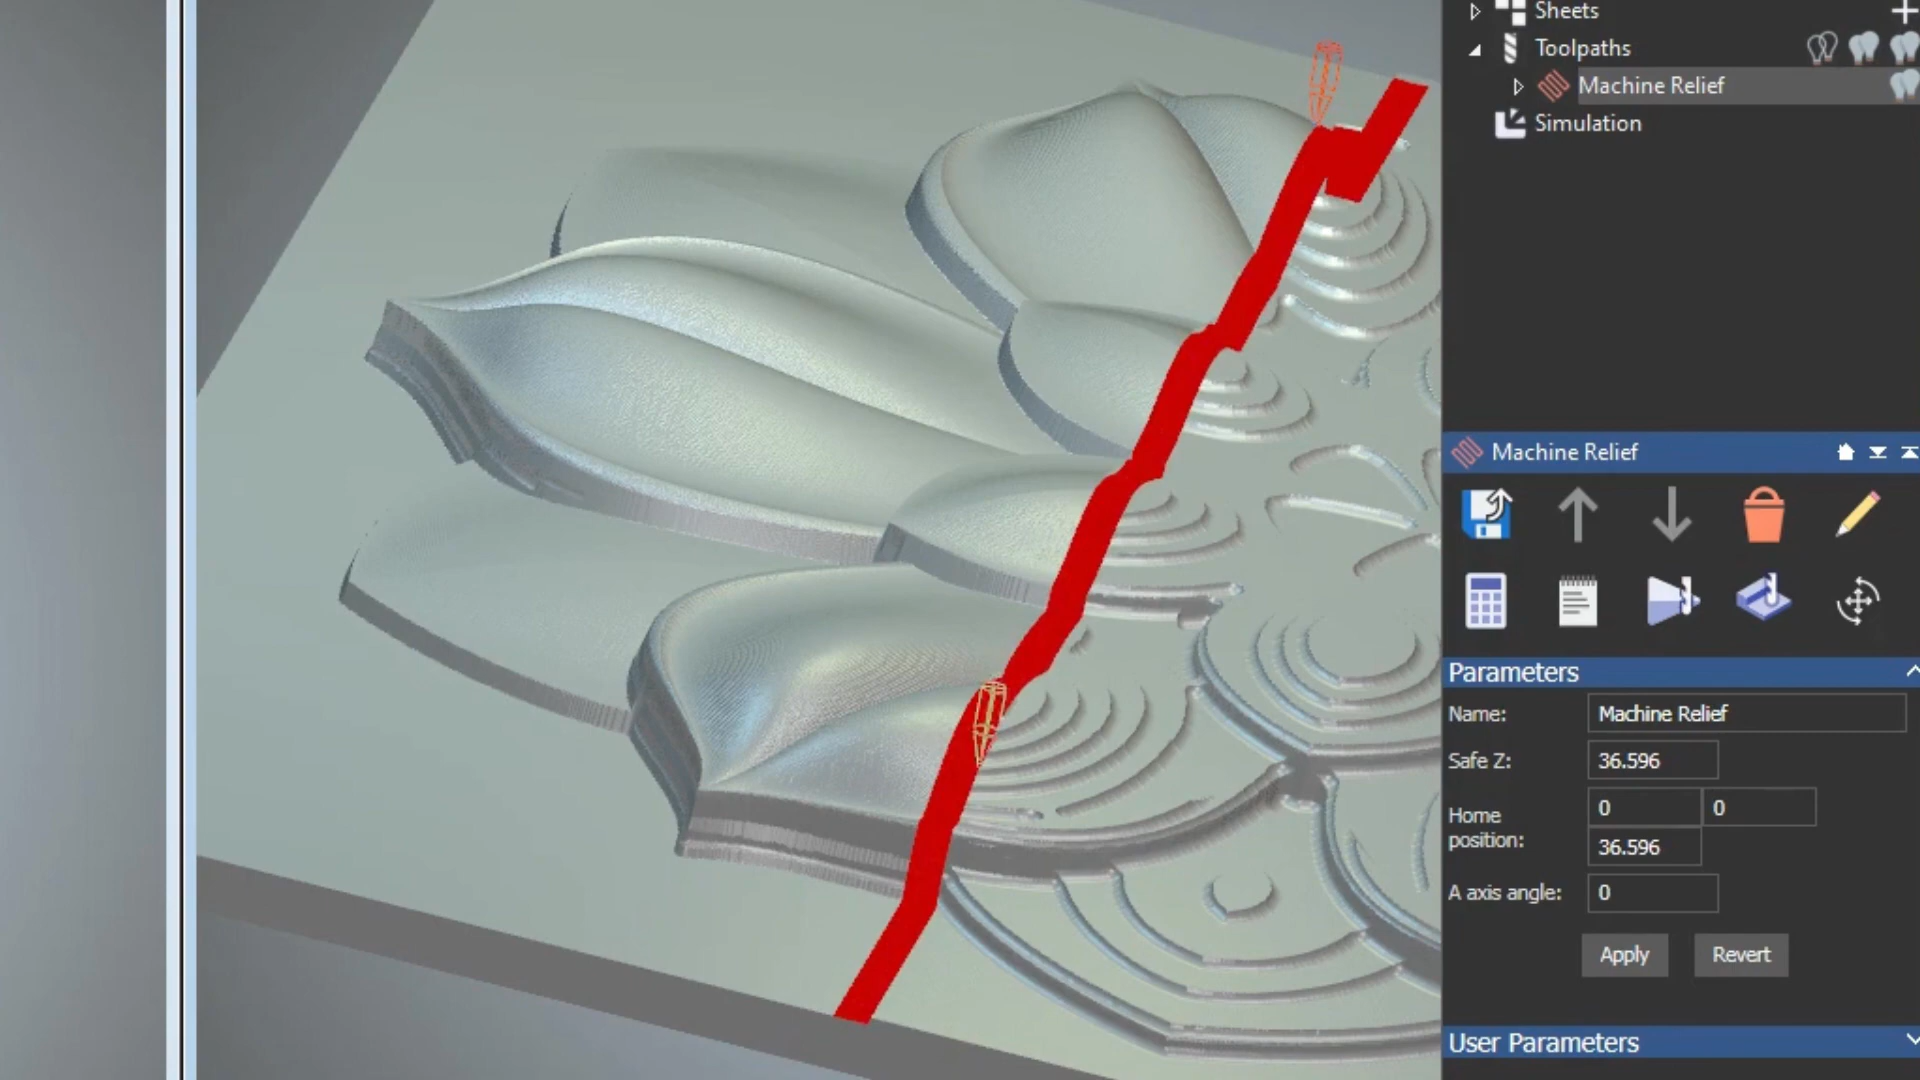 Sheets
Toolpaths
Machine Relief
Simulation
Machine Relief
Parameters
Name: Machine Relief
Safe Z: 36.596
Home position: 0 0
36.596
A axis angle: 0
Apply Revert
User Parameters